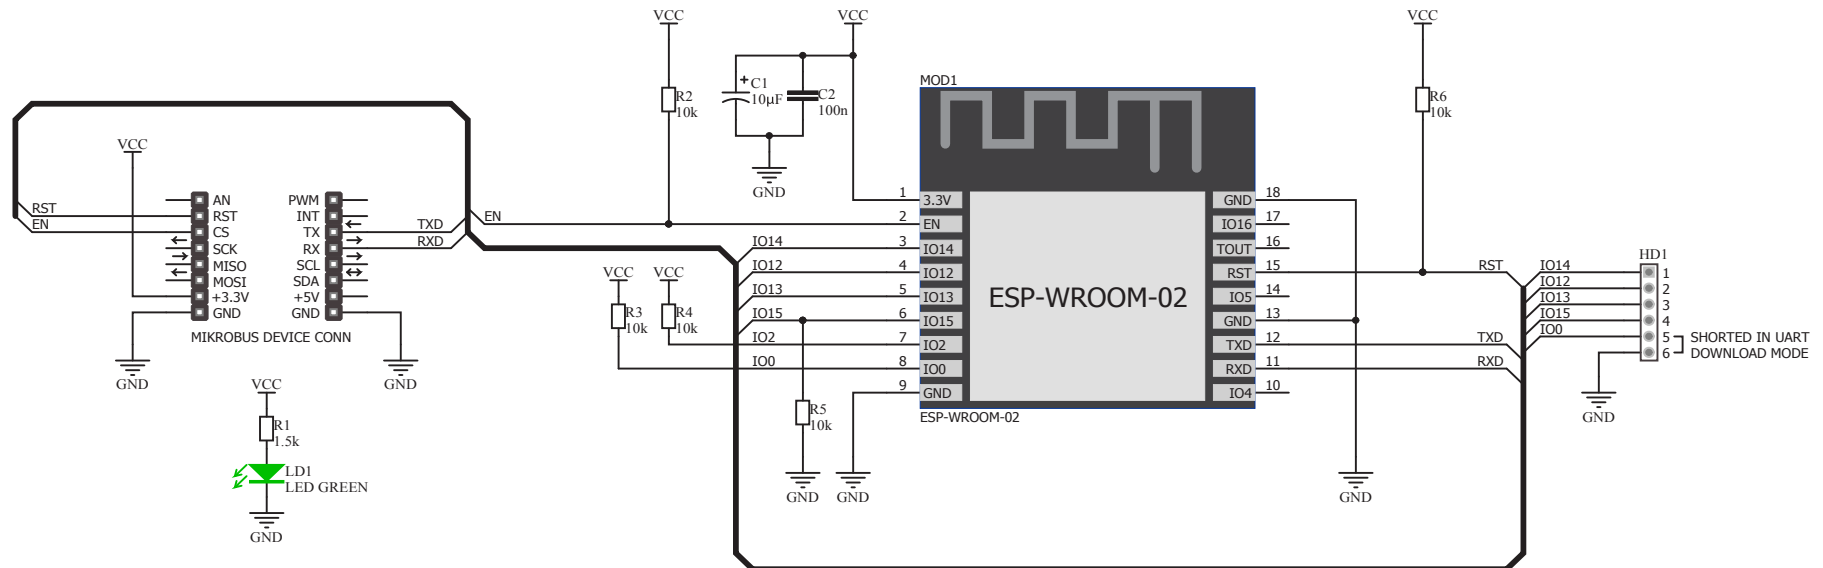 VCC
RST
EN
AN
RST
CS
SCK
MISO
MOSI
+3.3V
GND
PWM
INT
TX
RX
SCL
SDA
+5V
GND
TXD
RXD
MIKROBUS DEVICE CONN
GND
GND
VCC
R1
1.5k
LD1
LED GREEN
GND
EN
VCC
R2
10k
VCC
+
C1
10µF
C2
100n
GND
VCC
R3
10k
VCC
R4
10k
IO14
IO12
IO13
IO15
IO2
IO0
R5
10k
GND
GND
MOD1
1 3.3V
2 EN
3 IO14
4 IO12
5 IO13
6 IO15
7 IO2
8 IO0
9 GND
ESP-WROOM-02
GND 18
IO16 17
TOUT 16
RST 15
IO5 14
GND 13
TXD 12
RXD 11
IO4 10
ESP-WROOM-02
GND
VCC
R6
10k
RST
TXD
RXD
HD1
IO14 1
IO12 2
IO13 3
IO15 4
IO0 5
6
SHORTED IN UART
DOWNLOAD MODE
GND